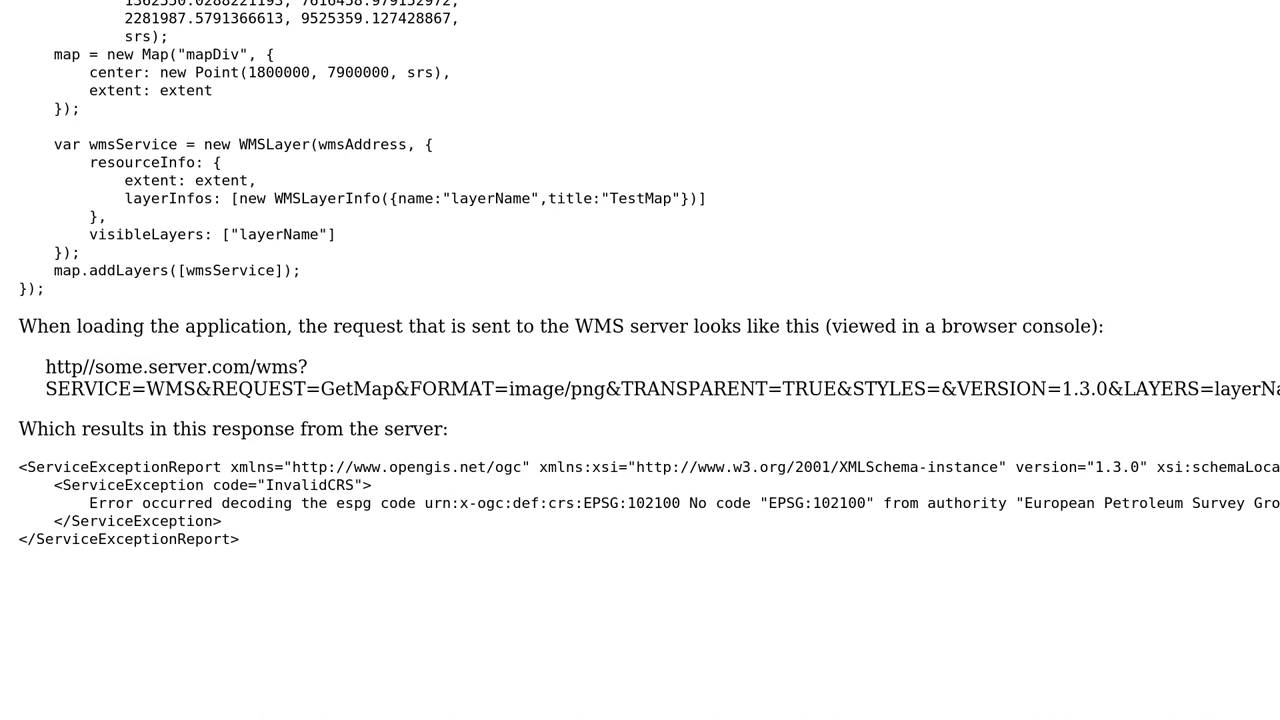 1362550.0288221193, 7616458.979152972,
2281987.5791366613, 9525359.127428867,
srs);
map = new Map("mapDiv", {
center: new Point(1800000, 7900000, srs),
extent: extent
});
var wmsService = new WMSLayer(wmsAddress, {
resourceInfo: {
extent: extent,
layerInfos: [new WMSLayerInfo({name:"layerName",title:"TestMap"})]
},
visibleLayers: ["layerName"]
});
map.addLayers([wmsService]);
});
When loading the application, the request that is sent to the WMS server looks like this (viewed in a browser console):
http//some.server.com/wms?
SERVICE=WMS&REQUEST=GetMap&FORMAT=image/png&TRANSPARENT=TRUE&STYLES=&VERSION=1.3.0&LAYERS=layerNa
Which results in this response from the server:
<ServiceExceptionReport xmlns="http://www.opengis.net/ogc" xmlns:xsi="http://www.w3.org/2001/XMLSchema-instance" version="1.3.0" xsi:schemaLoca
<ServiceException code="InvalidCRS">
Error occurred decoding the espg code urn:x-ogc:def:crs:EPSG:102100 No code "EPSG:102100" from authority "European Petroleum Survey Gro
</ServiceException>
</ServiceExceptionReport>